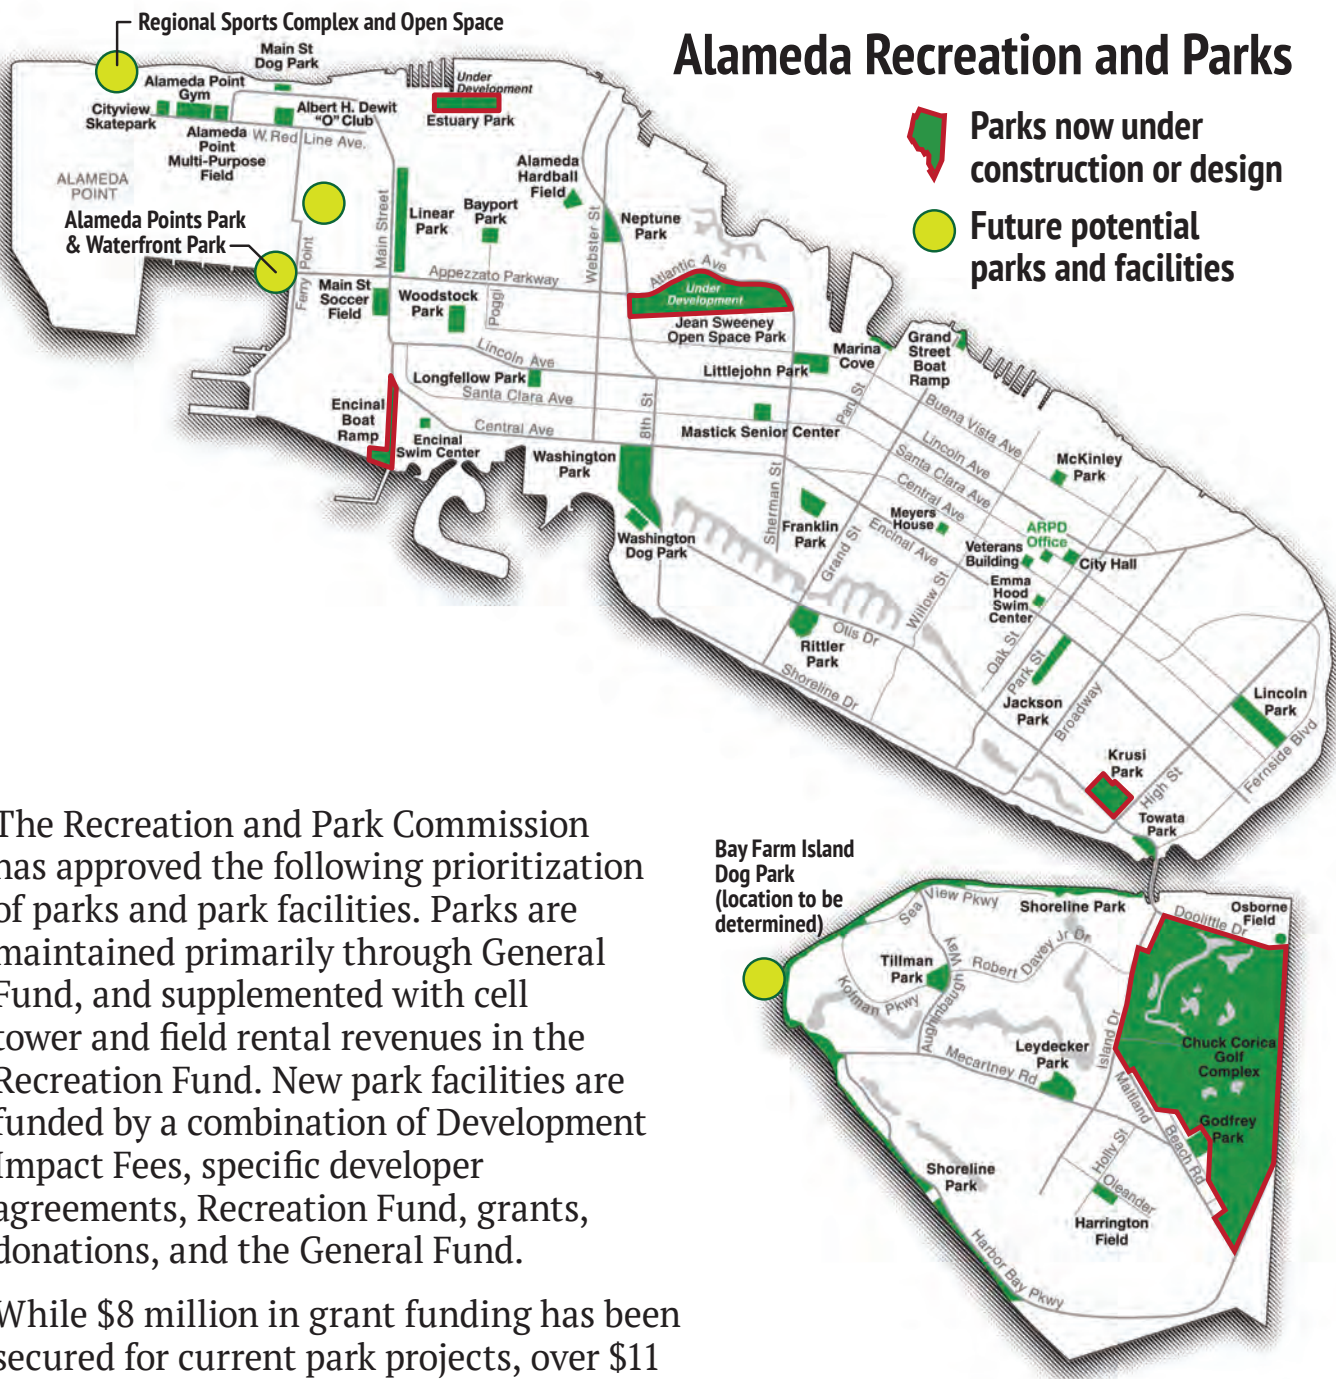 Regional Sports Complex and Open Space
Alameda Recreation and Parks
Parks now under
construction or design
Future potential
parks and facilities
Main St
Dog Park
Alameda Point
Gym
Cityview
Skatepark
Albert H. Dewit
"O" Club
Alameda
Point
Multi-Purpose
Field
W. Red Line Ave.
Under
Development
Estuary Park
ALAMEDA
POINT
Alameda Points Park
& Waterfront Park
Ferry Point
Main Street
Linear
Park
Bayport
Park
Alameda
Hardball
Field
Webster St
Neptune
Park
Atlantic Ave
Appezzato Parkway
Under
Development
Jean Sweeney
Open Space Park
Main St
Soccer
Field
Woodstock
Park
Poggi
Lincoln Ave
Longfellow Park
Santa Clara Ave
Central Ave
8th St
Littlejohn Park
Marina
Cove
Grand
Street
Boat
Ramp
Paru St
Mastick Senior Center
Sherman St
Encinal
Boat
Ramp
Encinal
Swim Center
Washington
Park
Washington
Dog Park
Franklin
Park
Grand St
Buena Vista Ave
Lincoln Ave
Santa Clara Ave
Central Ave
Encinal Ave
McKinley
Park
Meyers
House
ARPD
Office
Veterans
Building
City Hall
Emma
Hood
Swim
Center
Willow St
Otis Dr
Rittler
Park
Shoreline Dr
Oak St
Park St
Jackson
Park
Broadway
Lincoln
Park
Fernside Blvd
Krusi
Park
High St
Towata
Park
The Recreation and Park Commission
has approved the following prioritization
of parks and park facilities. Parks are
maintained primarily through General
Fund, and supplemented with cell
tower and field rental revenues in the
Recreation Fund. New park facilities are
funded by a combination of Development
Impact Fees, specific developer
agreements, Recreation Fund, grants,
donations, and the General Fund.
While $8 million in grant funding has been
secured for current park projects, over $11
Bay Farm Island
Dog Park
(location to be
determined)
Sea View Pkwy
Shoreline Park
Doolittle Dr
Osborne
Field
Tillman
Park
Aughinbaugh Way
Robert Davey Jr Dr
Kofman Pkwy
Mecartney Rd
Leydecker
Park
Island Dr
Chuck Corica
Golf
Complex
Maitland
Beach Rd
Godfrey
Park
Holly St
Oleander
Harrington
Field
Shoreline
Park
Harbor Bay Pkwy